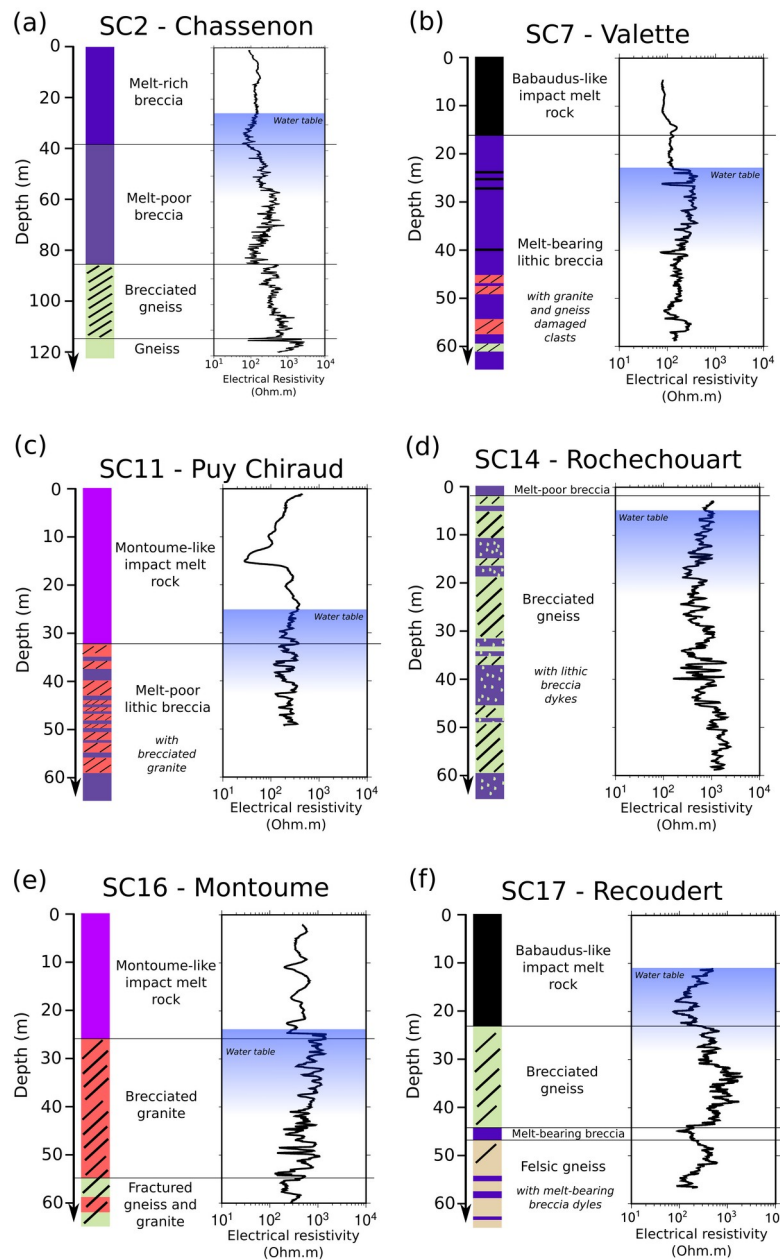 (a)
SC2 - Chassenon
0
20
40
60
80
100
120
Depth (m)
Melt-rich
breccia
Melt-poor
breccia
Brecciated
gneiss
Gneiss
Water table
10¹ 10² 10³ 10⁴
Electrical Resistivity
(Ohm.m)
(b)
SC7 - Valette
0
10
20
30
40
50
60
Depth (m)
Babaudus-like
impact melt
rock
Melt-bearing
lithic breccia
with granite
and gneiss
damaged
clasts
Water table
10¹ 10² 10³ 10⁴
Electrical resistivity
(Ohm.m)
(c)
SC11 - Puy Chiraud
0
10
20
30
40
50
60
Depth (m)
Montoume-like
impact melt
rock
Melt-poor
lithic breccia
with
brecciated
granite
Water table
10¹ 10² 10³ 10⁴
Electrical resistivity
(Ohm.m)
(d)
SC14 - Rochechouart
0
10
20
30
40
50
60
Depth (m)
Melt-poor breccia
Brecciated
gneiss
with lithic
breccia
dykes
Water table
10¹ 10² 10³ 10⁴
Electrical resistivity
(Ohm.m)
(e)
SC16 - Montoume
0
10
20
30
40
50
60
Depth (m)
Montoume-like
impact melt
rock
Brecciated
granite
Fractured
gneiss and
granite
Water table
10¹ 10² 10³ 10⁴
Electrical resistivity
(Ohm.m)
(f)
SC17 - Recoudert
0
10
20
30
40
50
60
Depth (m)
Babaudus-like
impact melt
rock
Brecciated
gneiss
Melt-bearing breccia
Felsic gneiss
with melt-bearing
breccia dyles
Water table
10¹ 10² 10³ 10⁴
Electrical resistivity
(Ohm.m)